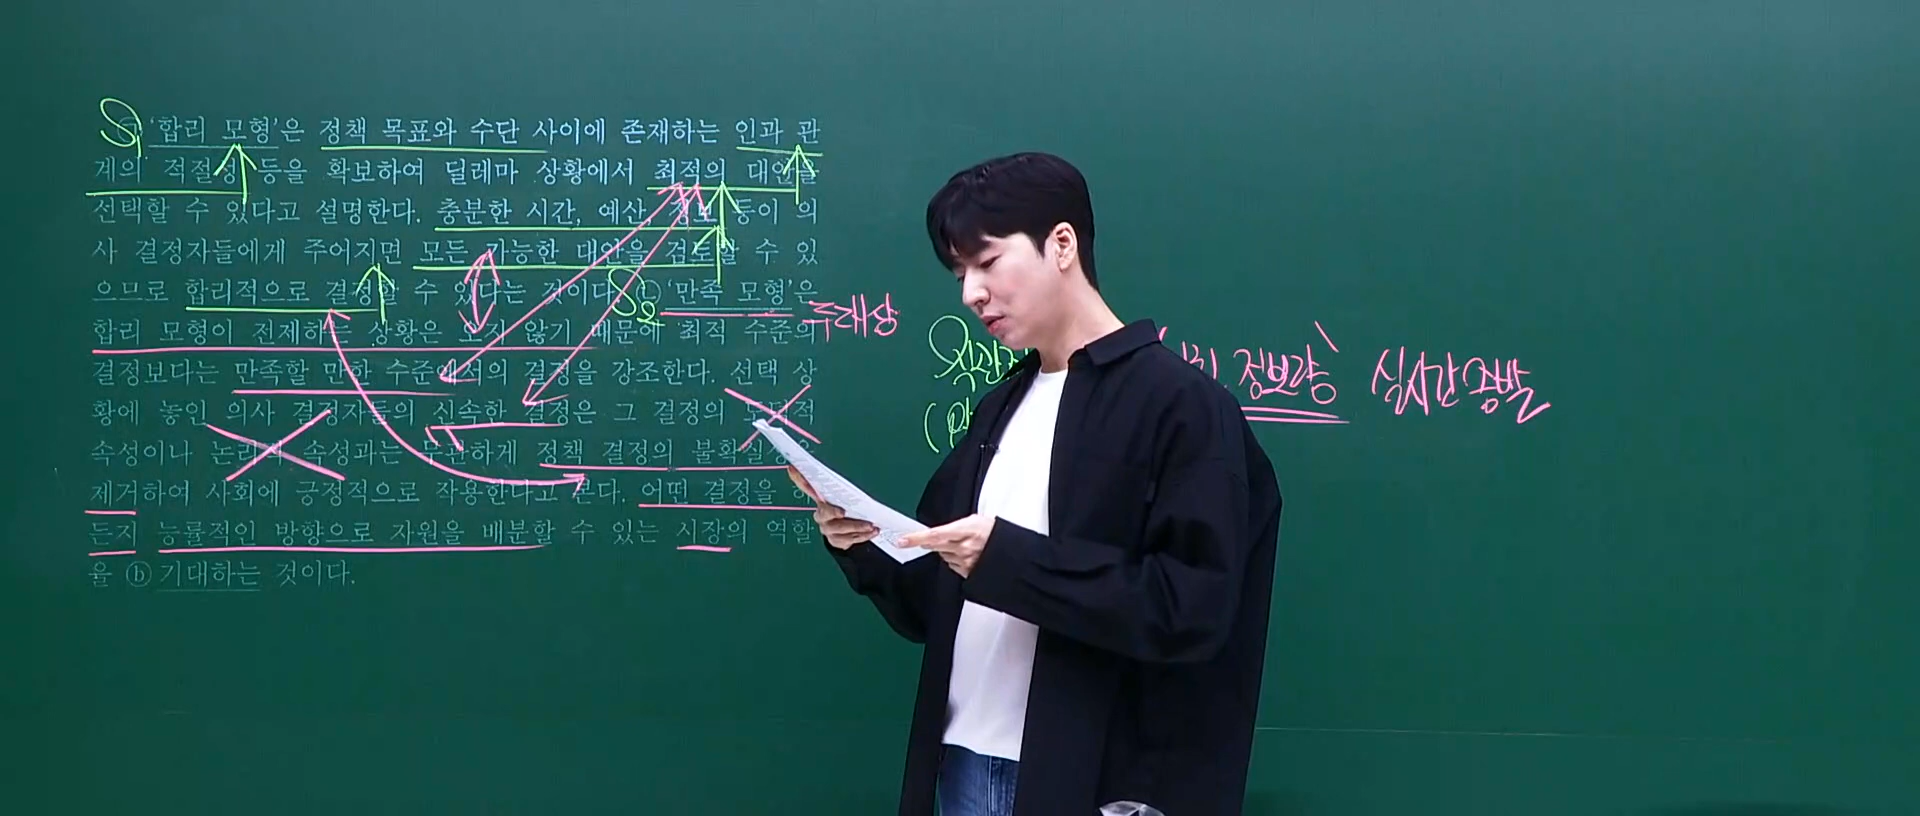 '합리 모형'은 정책 목표와 수단 사이에 존재하는 인과 관
계의 적절성 등을 확보하여 딜레마 상황에서 최적의 대안을
선택할 수 있다고 설명한다. 충분한 시간, 예산, 정보 등이 의
사 결정자들에게 주어지면 모든 가능한 대안을 검토할 수 있
으므로 합리적으로 결정할 수 있다는 것이다. ㉡'만족 모형'은
합리 모형이 전제하는 상황은 오지 않기 때문에 최적 수준의
결정보다는 만족할 만한 수준에서의 결정을 강조한다. 선택 상
황에 놓인 의사 결정자들의 신속한 결정은 그 결정의 도덕적
속성이나 논리적 속성과는 무관하게 정책 결정의 불확실성을
제거하여 사회에 긍정적으로 작용한다고 본다. 어떤 결정을 하
든지 능률적인 방향으로 자원을 배분할 수 있는 시장의 역할
을 ⓑ 기대하는 것이다.
S₁
S₂
정보량 실시간 증발